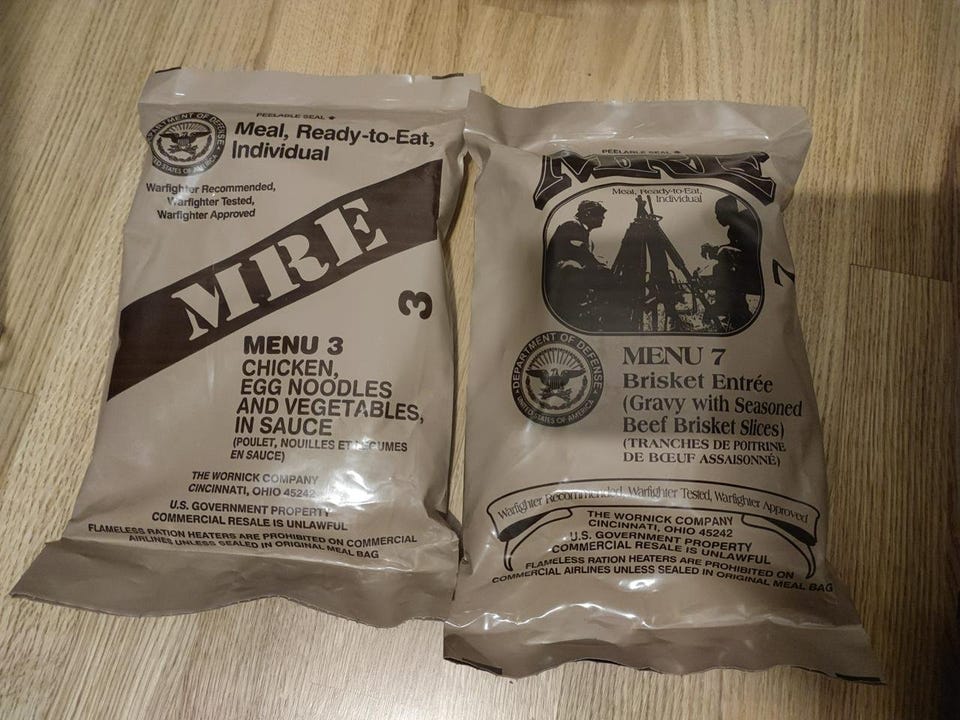 PEELABLE SEAL
DEPARTMENT OF DEFENSE
UNITED STATES OF AMERICA
Meal, Ready-to-Eat,
Individual
Warfighter Recommended,
Warfighter Tested,
Warfighter Approved
MRE
3
MENU 3
CHICKEN,
EGG NOODLES
AND VEGETABLES,
IN SAUCE
(POULET, NOUILLES ET LÉGUMES
EN SAUCE)
THE WORNICK COMPANY
CINCINNATI, OHIO 45242
U.S. GOVERNMENT PROPERTY
COMMERCIAL RESALE IS UNLAWFUL
FLAMELESS RATION HEATERS ARE PROHIBITED ON COMMERCIAL
AIRLINES UNLESS SEALED IN ORIGINAL MEAL BAG
PEELABLE SEAL
MRE
Meal, Ready-to-Eat,
Individual
7
DEPARTMENT OF DEFENSE
UNITED STATES OF AMERICA
MENU 7
Brisket Entrée
(Gravy with Seasoned
Beef Brisket Slices)
(TRANCHES DE POITRINE
DE BŒUF ASSAISONNÉ)
Warfighter Recommended, Warfighter Tested, Warfighter Approved
THE WORNICK COMPANY
CINCINNATI, OHIO 45242
U.S. GOVERNMENT PROPERTY
COMMERCIAL RESALE IS UNLAWFUL
FLAMELESS RATION HEATERS ARE PROHIBITED ON
COMMERCIAL AIRLINES UNLESS SEALED IN ORIGINAL MEAL BAG